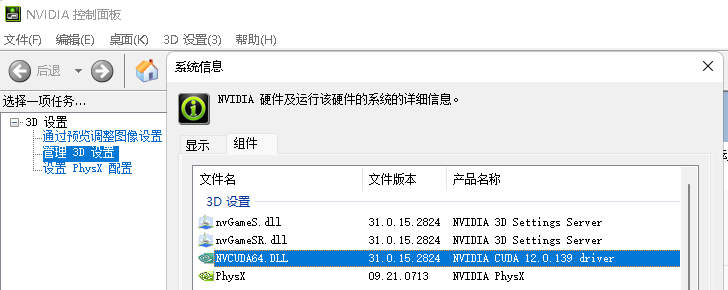 NVIDIA 控制面板
文件(F) 编辑(E) 桌面(K) 3D 设置(3) 帮助(H)
后退
选择一项任务...
3D 设置
通过预览调整图像设置
管理 3D 设置
设置 PhysX 配置
系统信息
NVIDIA 硬件及运行该硬件的系统的详细信息。
显示 组件
文件名 文件版本 产品名称
3D 设置
nvGameS.dll 31.0.15.2824 NVIDIA 3D Settings Server
nvGameSR.dll 31.0.15.2824 NVIDIA 3D Settings Server
NVCUDA64.DLL 31.0.15.2824 NVIDIA CUDA 12.0.139 driver
PhysX 09.21.0713 NVIDIA PhysX